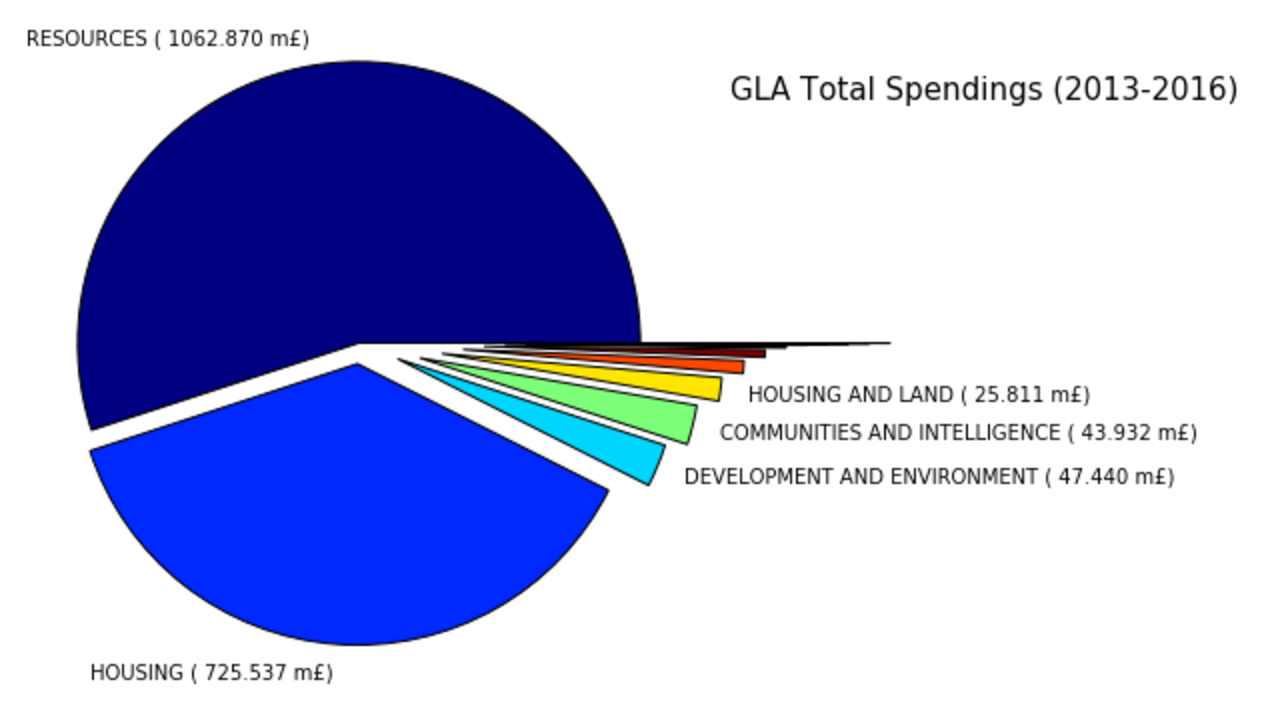 RESOURCES ( 1062.870 m£)
GLA Total Spendings (2013-2016)
HOUSING AND LAND ( 25.811 m£)
COMMUNITIES AND INTELLIGENCE ( 43.932 m£)
DEVELOPMENT AND ENVIRONMENT ( 47.440 m£)
HOUSING ( 725.537 m£)